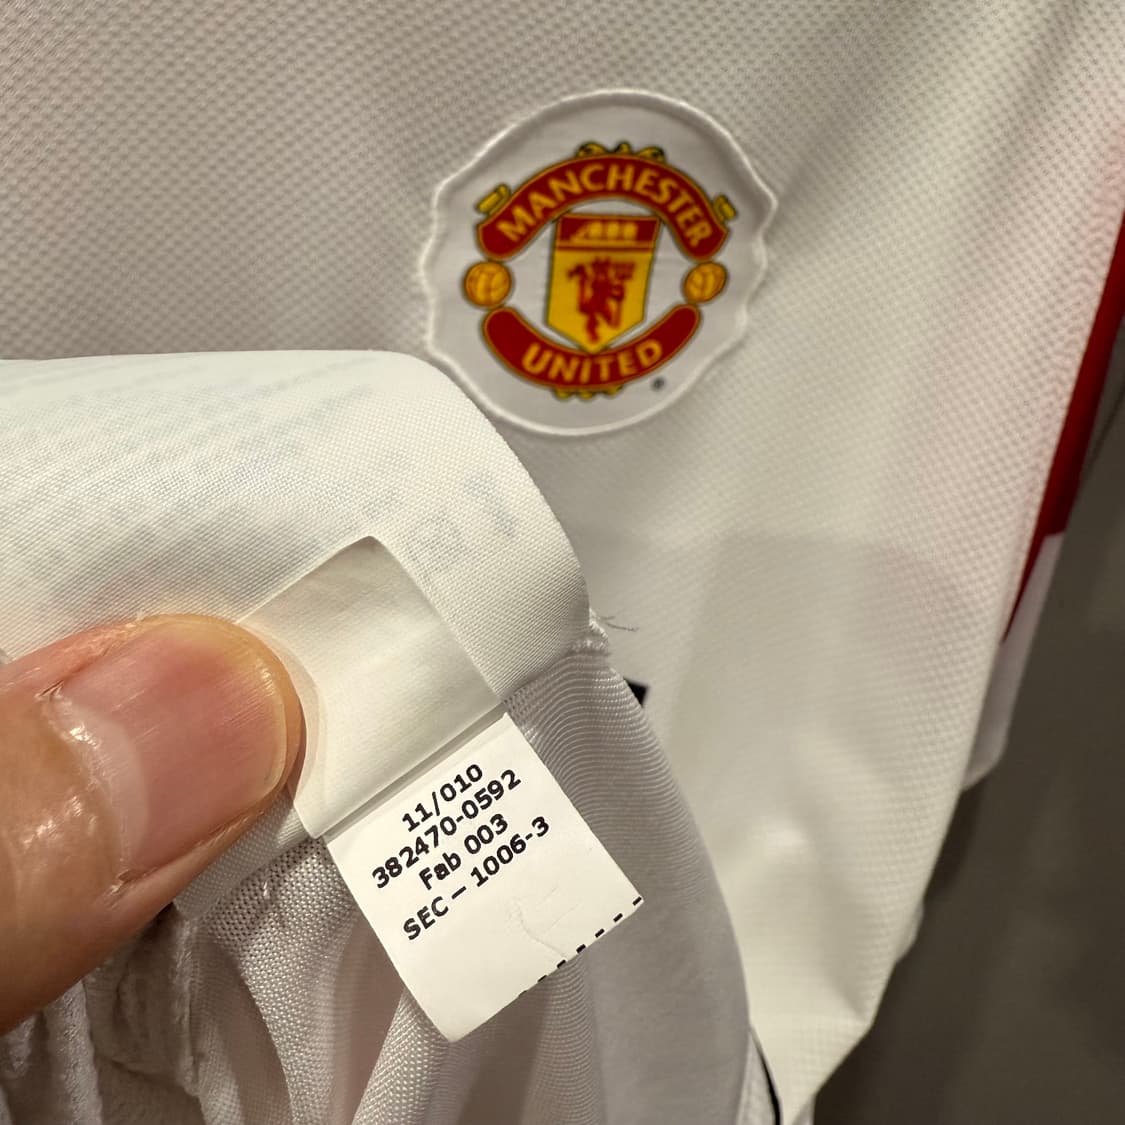 MANCHESTER
UNITED
11/010
382470-0592
Fab 003
SEC — 1006-3